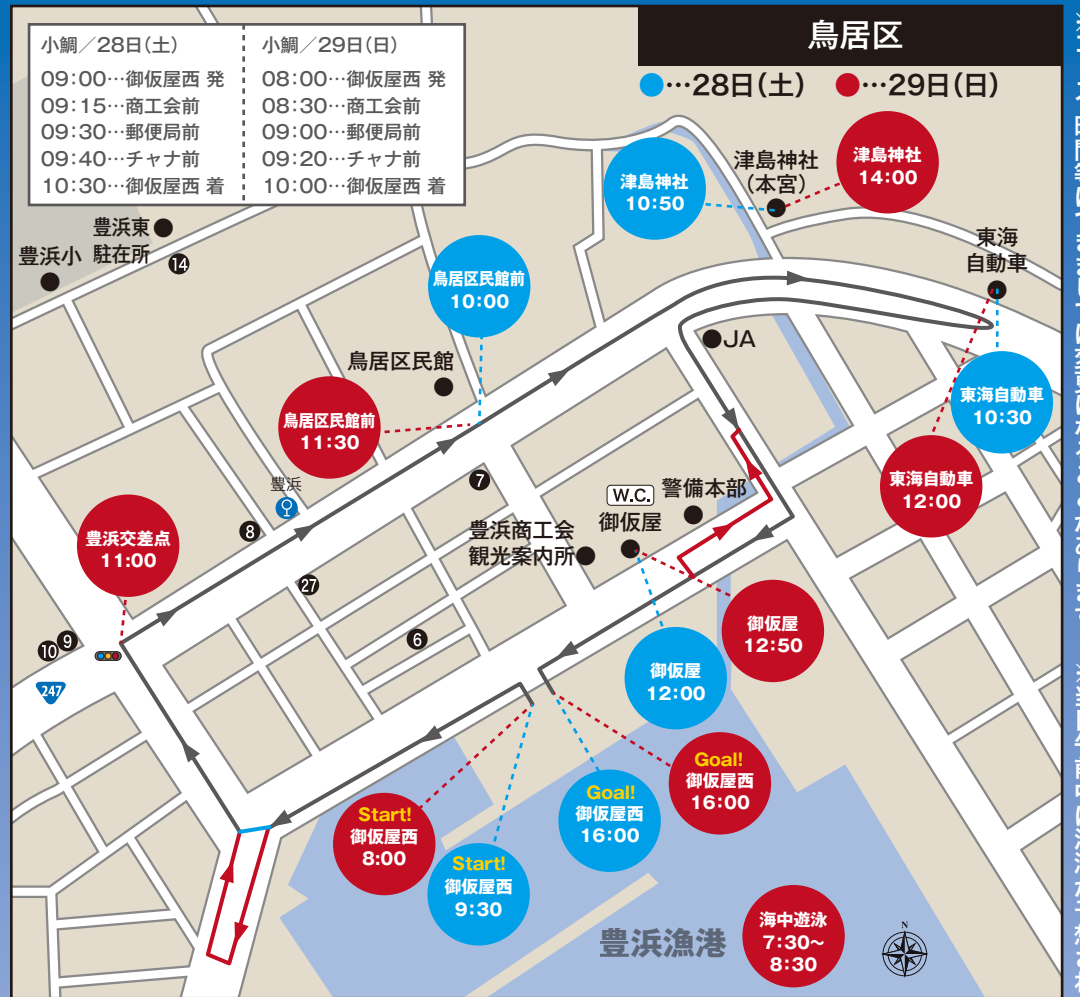 鳥居区
●…28日(土) ●…29日(日)
小鯛／28日(土)
09:00…御仮屋西 発
09:15…商工会前
09:30…郵便局前
09:40…チャナ前
10:30…御仮屋西 着
小鯛／29日(日)
08:00…御仮屋西 発
08:30…商工会前
09:00…郵便局前
09:20…チャナ前
10:00…御仮屋西 着
津島神社
10:50
津島神社
(本宮)
津島神社
14:00
豊浜東
駐在所
豊浜小
14
東海
自動車
鳥居区民館前
10:00
JA
鳥居区民館
鳥居区民館前
11:30
東海自動車
10:30
東海自動車
12:00
豊浜
7
8
W.C.
警備本部
御仮屋
豊浜商工会
観光案内所
豊浜交差点
11:00
27
6
9
10
247
御仮屋
12:50
御仮屋
12:00
Goal!
御仮屋西
16:00
Goal!
御仮屋西
16:00
Start!
御仮屋西
8:00
Start!
御仮屋西
9:30
豊浜漁港
海中遊泳
7:30～
8:30
N